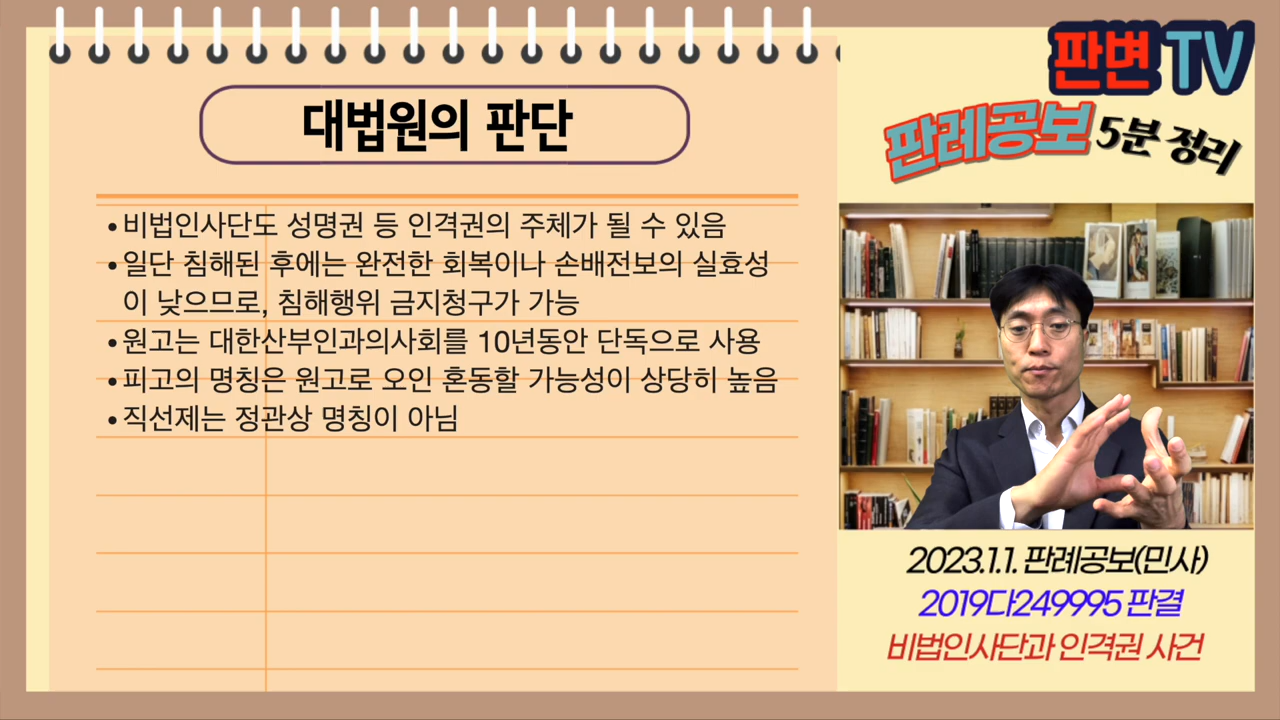 대법원의 판단
•비법인사단도 성명권 등 인격권의 주체가 될 수 있음
•일단 침해된 후에는 완전한 회복이나 손배전보의 실효성
이 낮으므로, 침해행위 금지청구가 가능
•원고는 대한산부인과의사회를 10년동안 단독으로 사용
•피고의 명칭은 원고로 오인 혼동할 가능성이 상당히 높음
•직선제는 정관상 명칭이 아님
판변 TV
판례공보 5분 정리
2023.1.1. 판례공보(민사)
2019다249995 판결
비법인사단과 인격권 사건